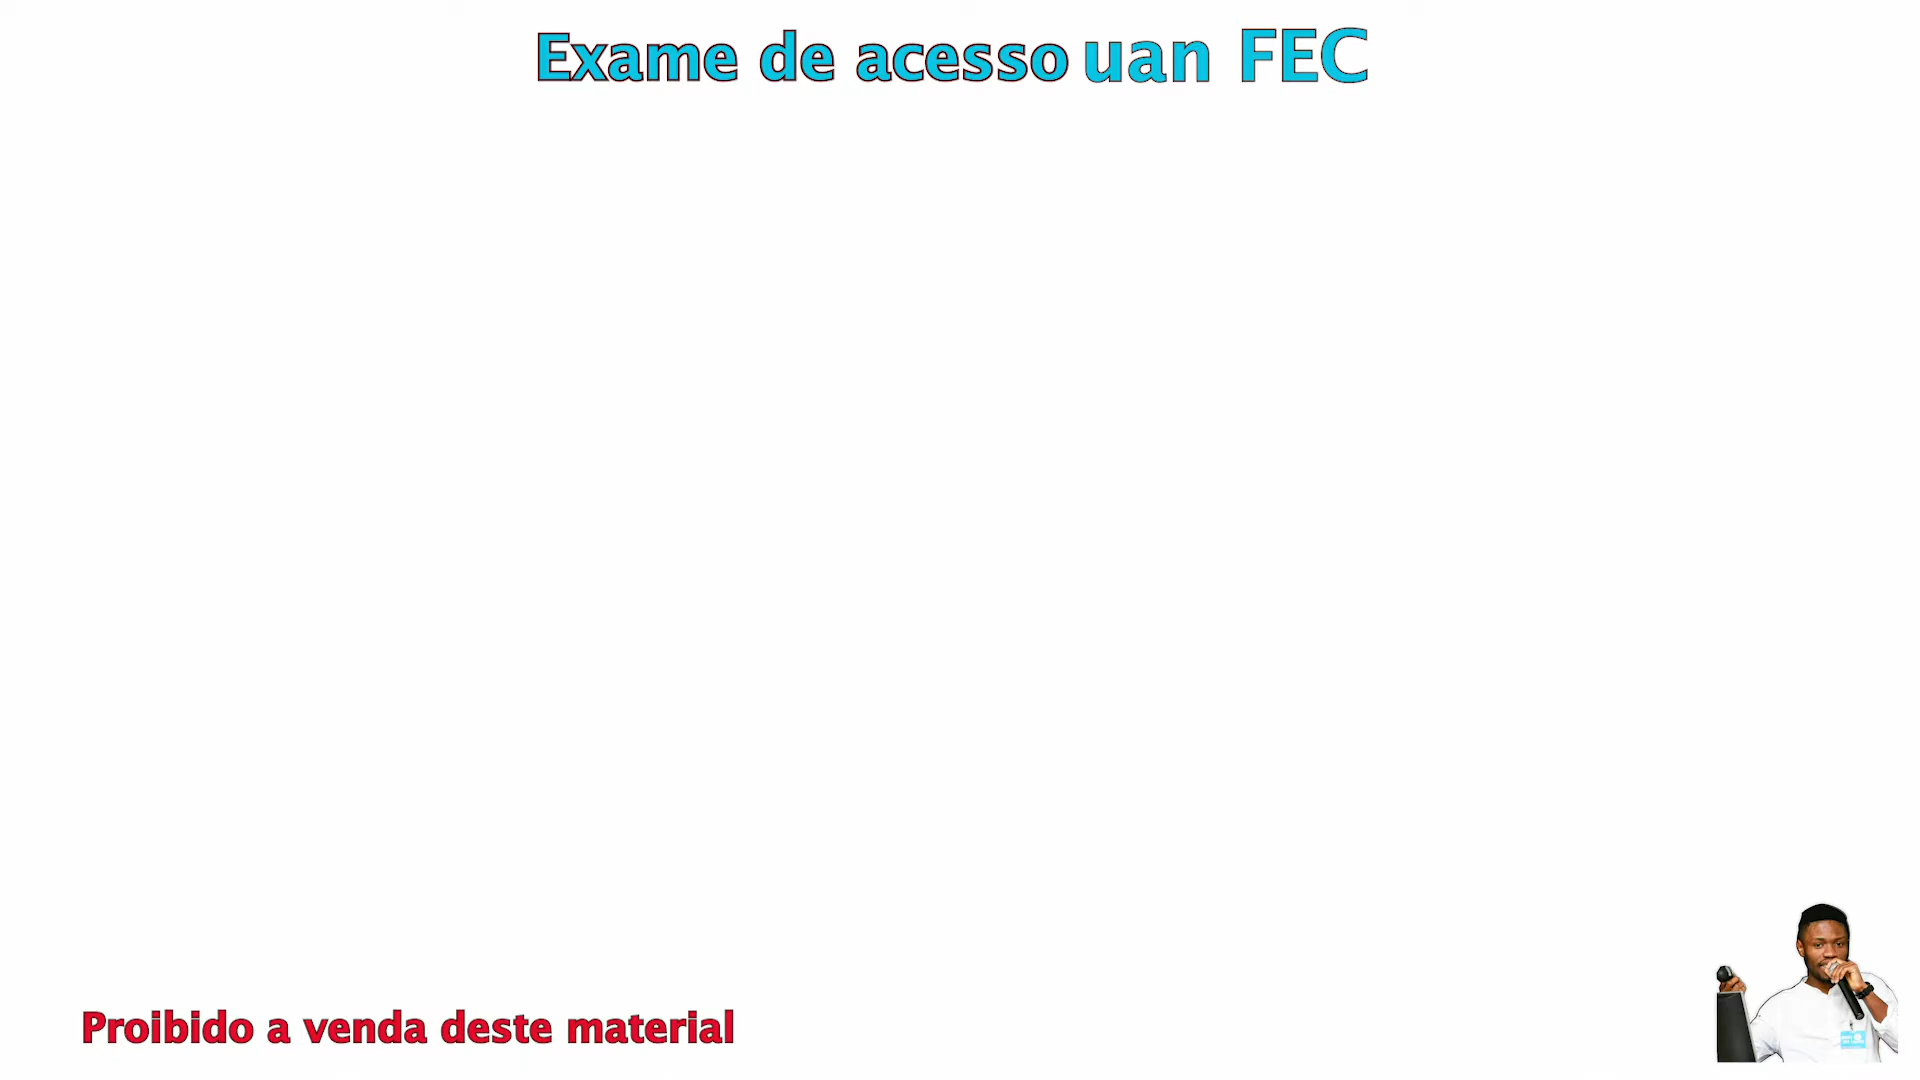 Exame de acesso uan FEC
Proibido a venda deste material